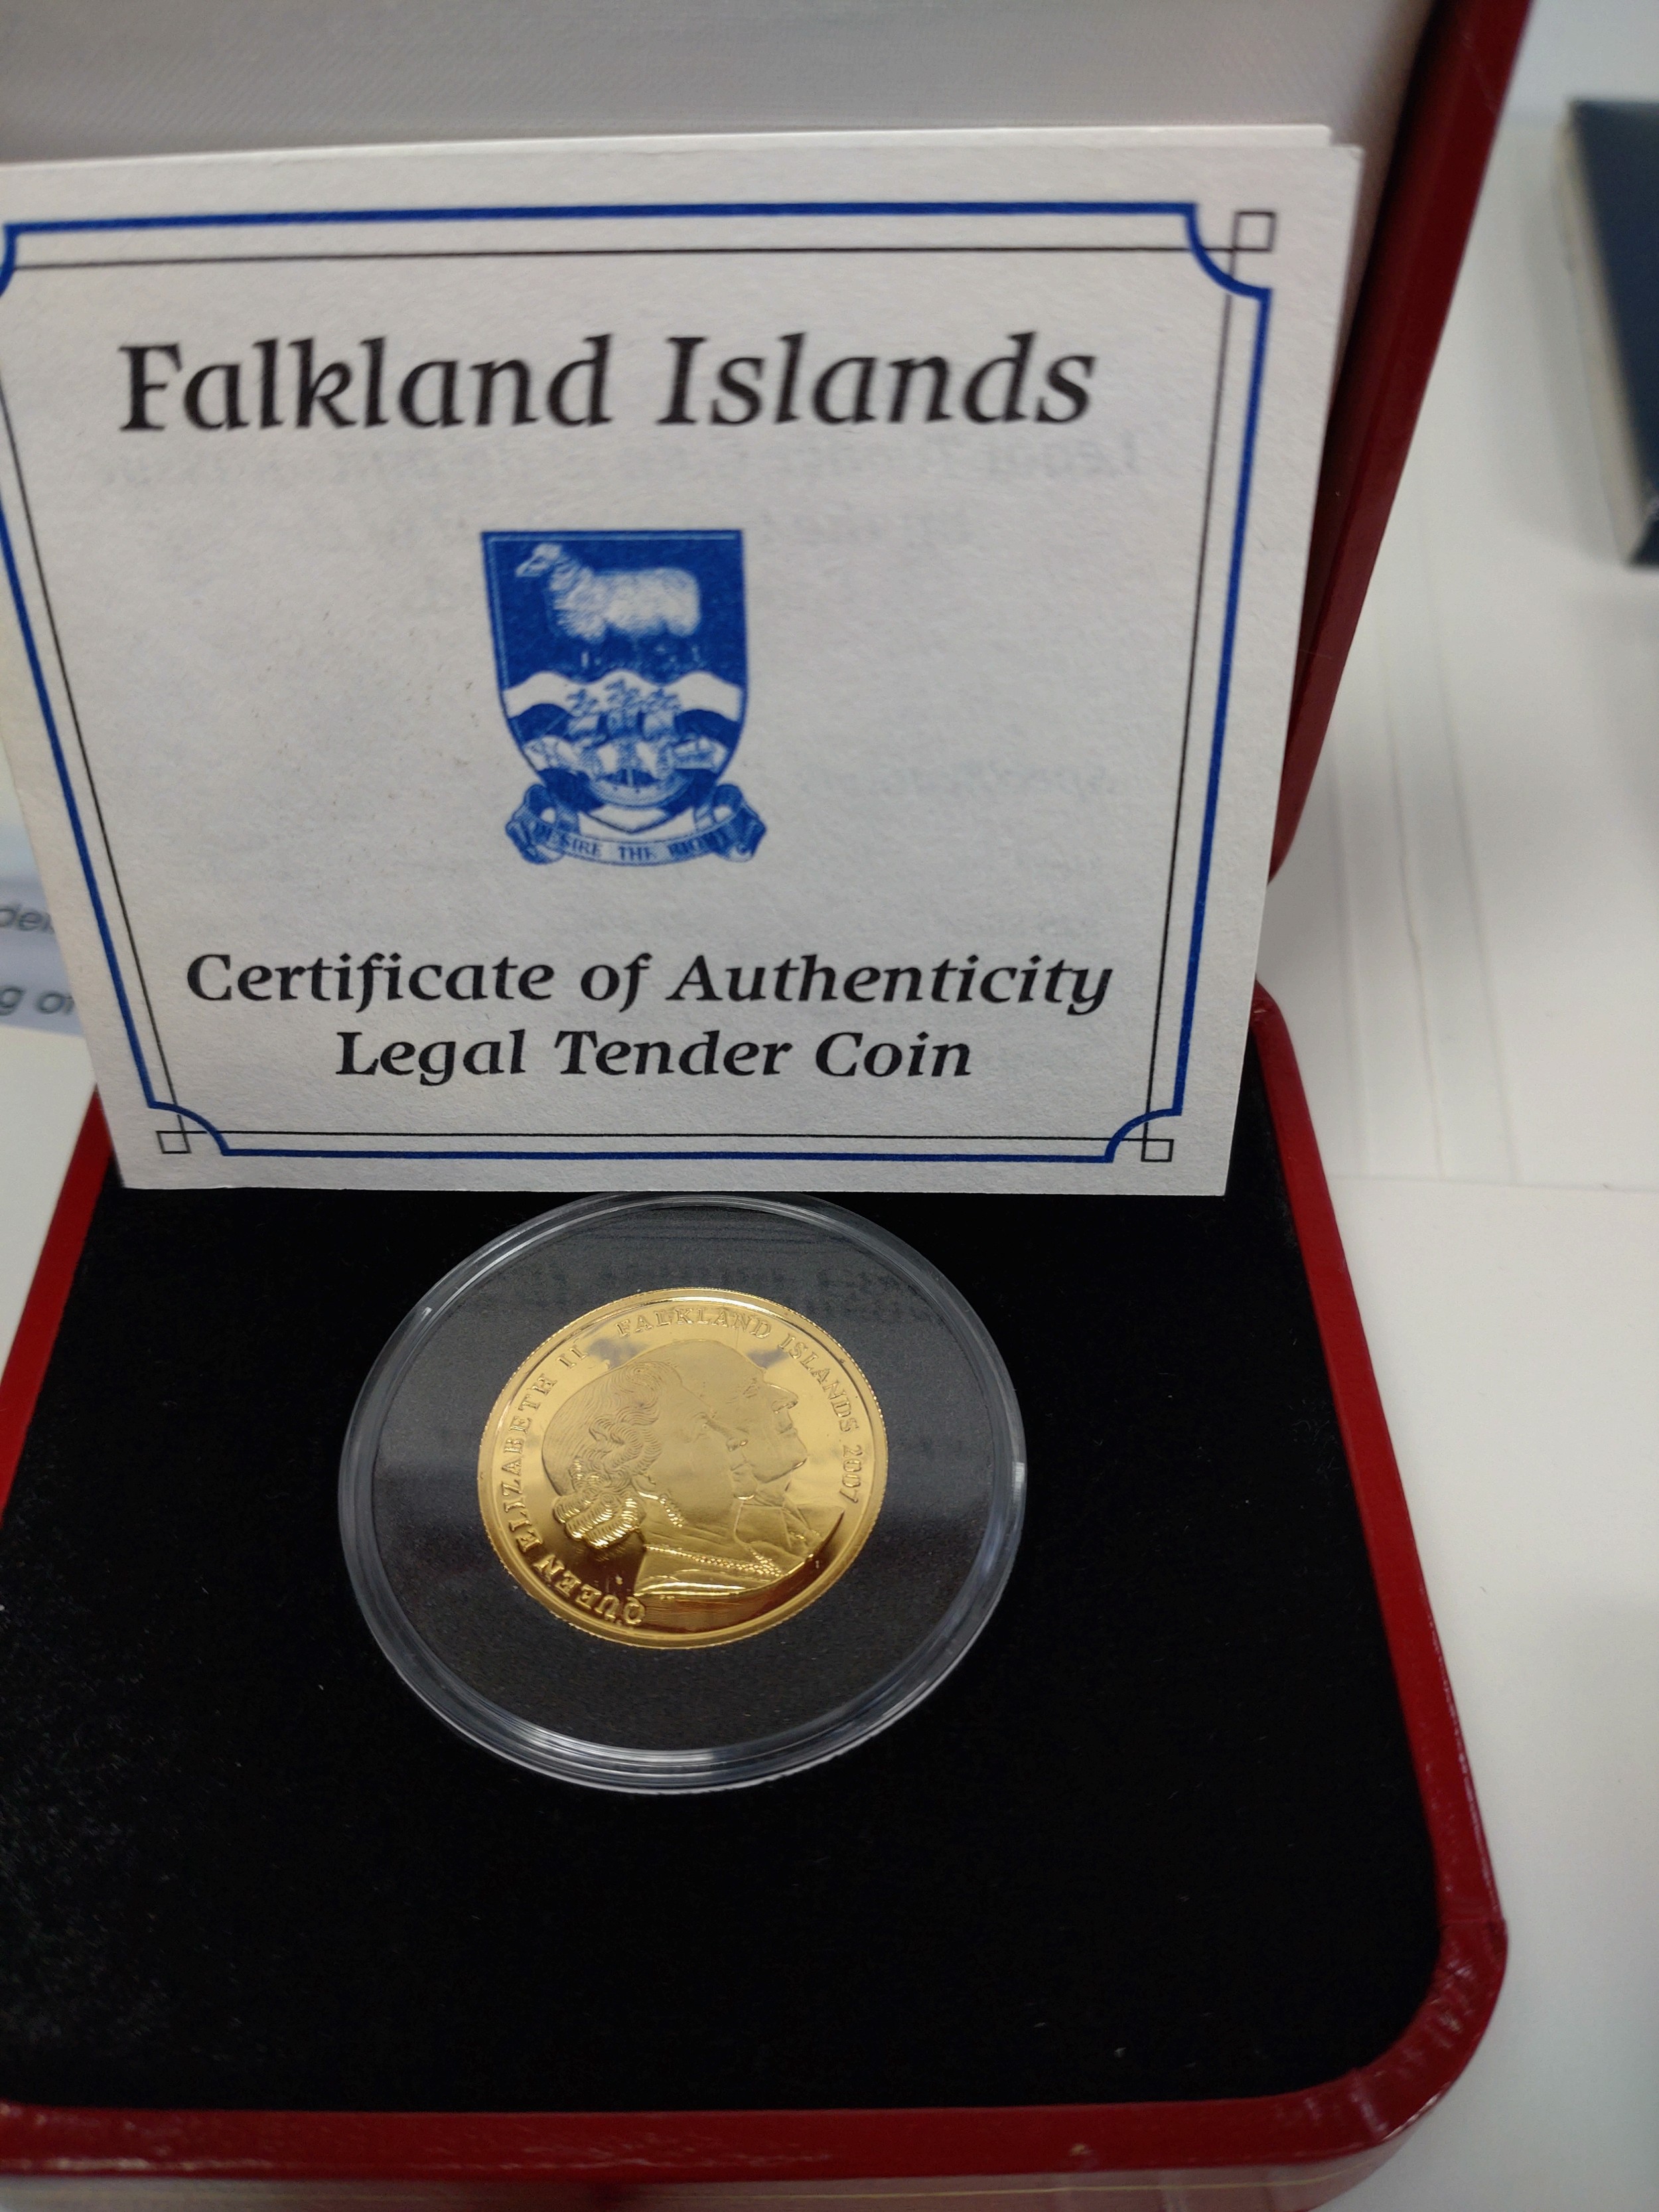 Falkland Islands
DESIRE THE RIGHT
Certificate of Authenticity
Legal Tender Coin
QUEEN ELIZABETH II FALKLAND ISLANDS 2007